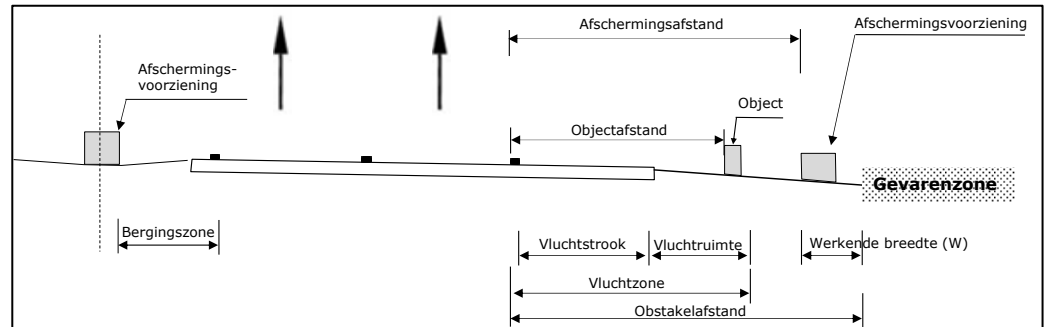 Afschermingsafstand
Afschermingsvoorziening
Afschermings-
voorziening
Object
Objectafstand
Gevarenzone
Bergingszone
Vluchtstrook
Vluchtruimte
Werkende breedte (W)
Vluchtzone
Obstakelafstand